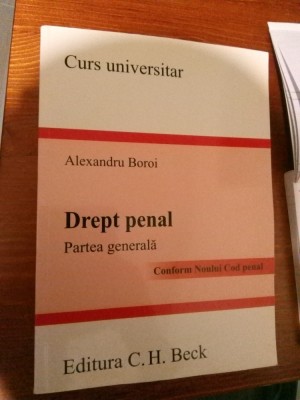 Curs universitar
Alexandru Boroi
Drept penal
Partea generală
Conform Noului Cod penal
Editura C. H. Beck